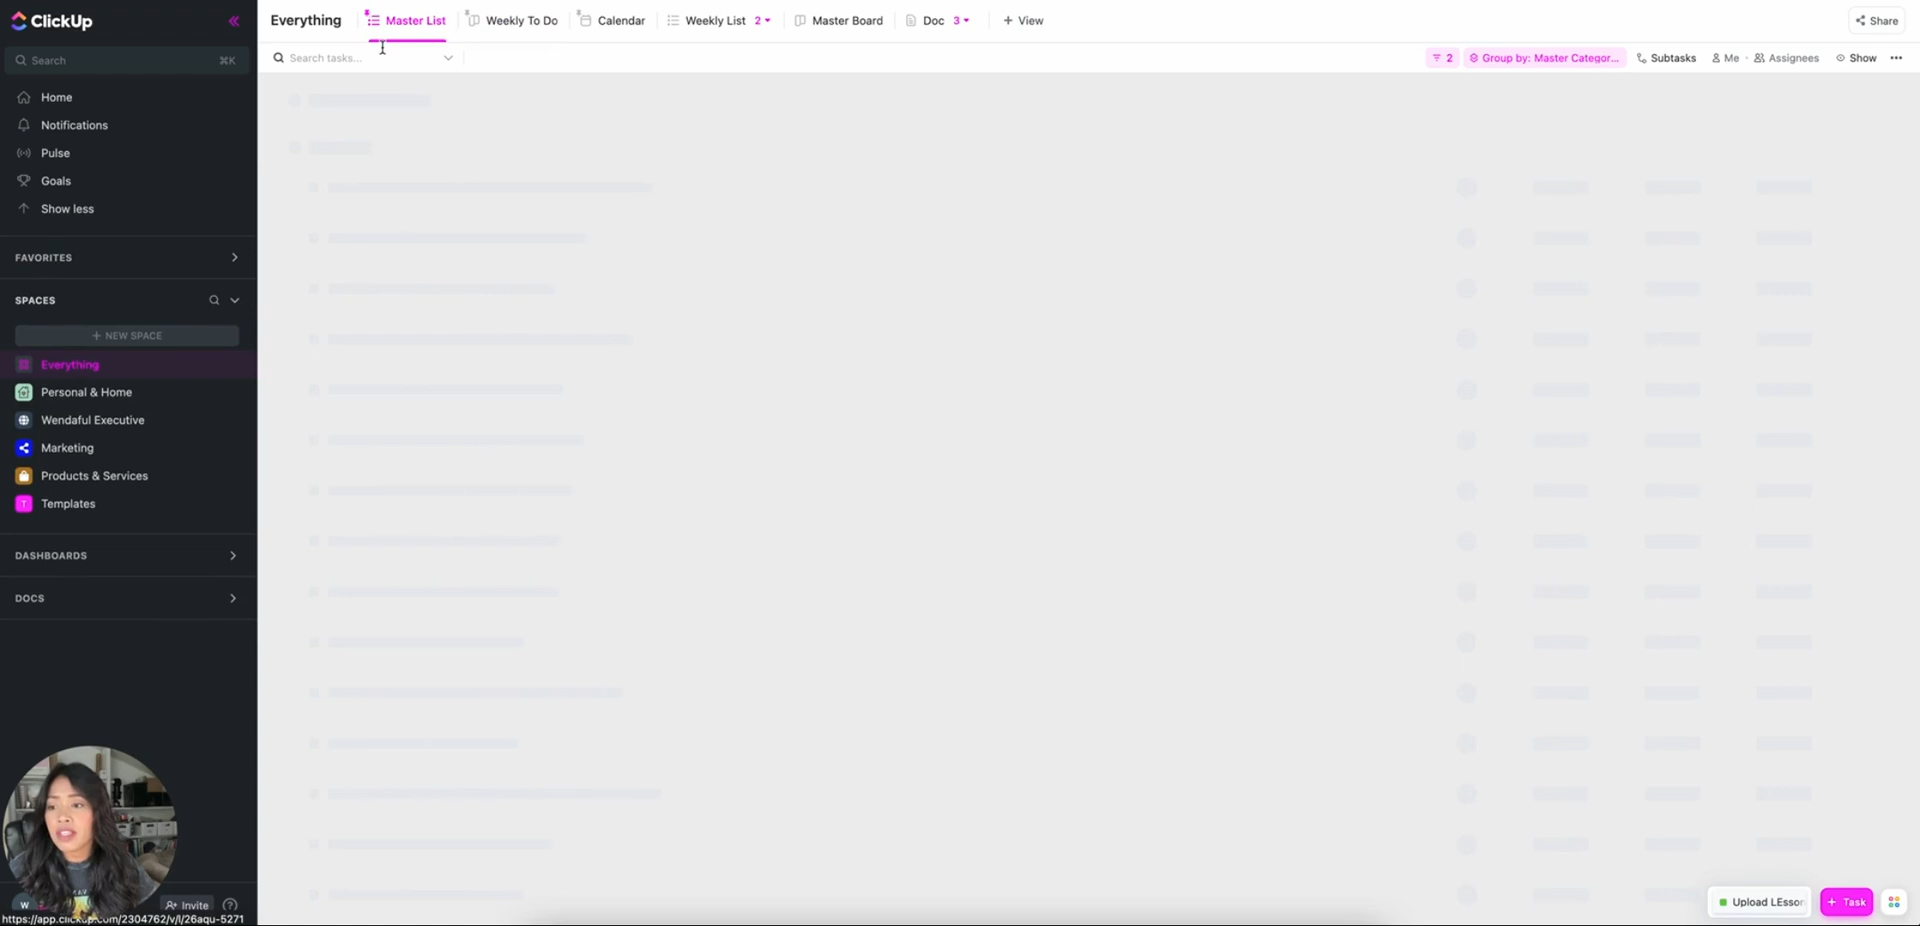 ClickUp
Search ⌘K
Home
Notifications
Pulse
Goals
Show less
FAVORITES
SPACES
+ NEW SPACE
Everything
Personal & Home
Wendaful Executive
Marketing
Products & Services
T Templates
DASHBOARDS
DOCS
W
Invite
https://app.clickup.com/2304762/v/l/26aqu-5271
Everything Master List Weekly To Do Calendar Weekly List 2 Master Board Doc 3 + View Share
Search tasks... 2 Group by: Master Categor... Subtasks Me Assignees Show
Upload LEsson + Task